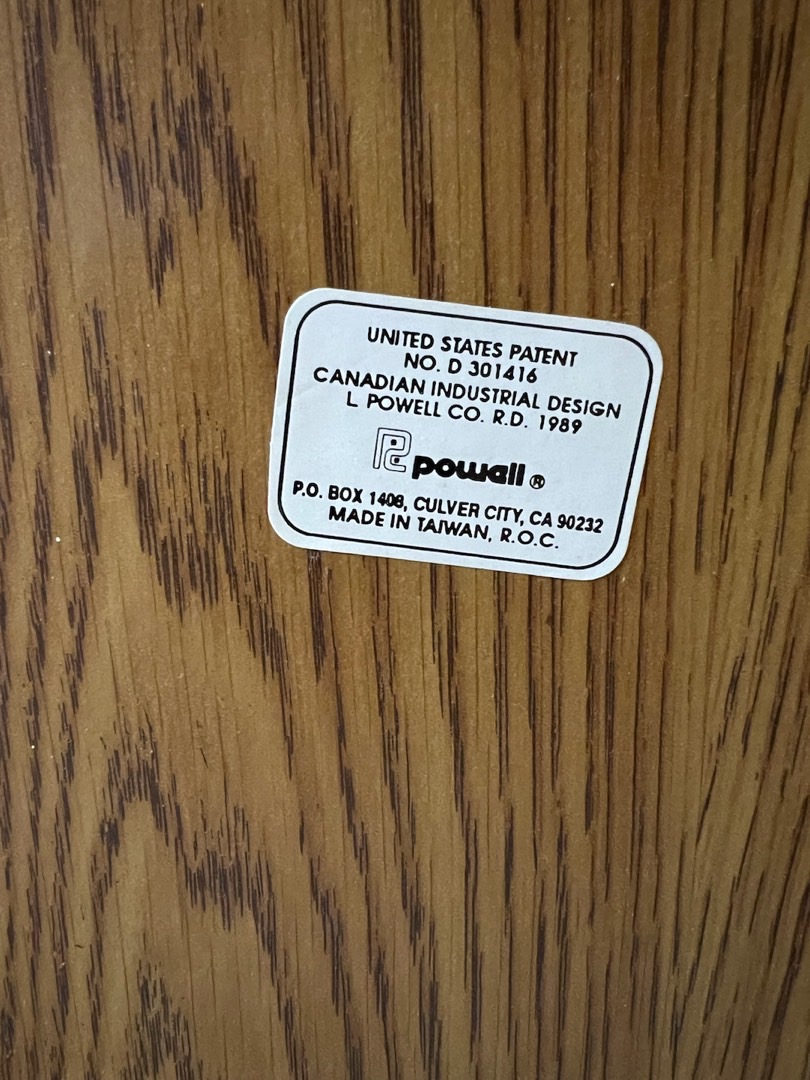 UNITED STATES PATENT
NO. D 301416
CANADIAN INDUSTRIAL DESIGN
L. POWELL CO. R.D. 1989
powell ®
P.O. BOX 1408, CULVER CITY, CA 90232
MADE IN TAIWAN, R.O.C.